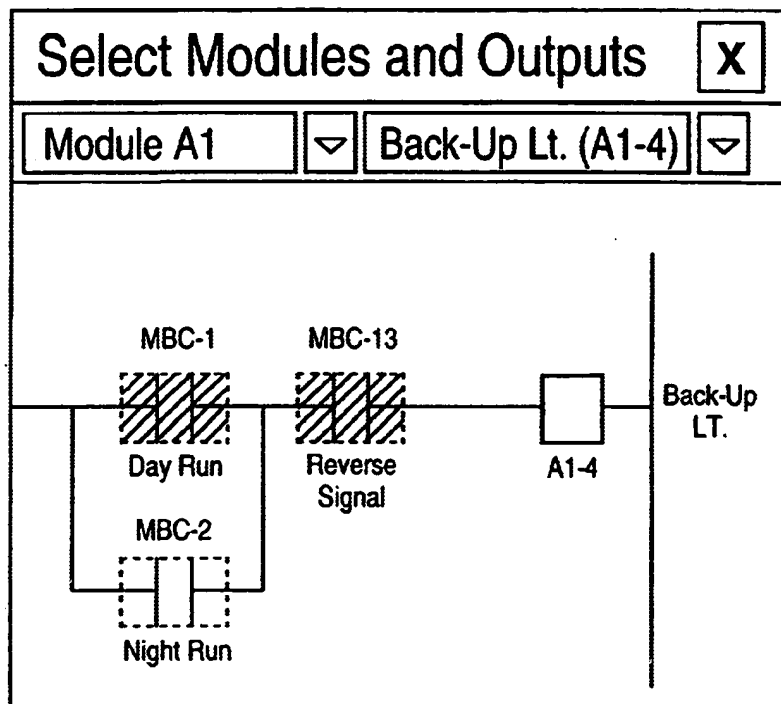 Select Modules and Outputs X
Module A1 Back-Up Lt. (A1-4)
MBC-1 MBC-13
Day Run Reverse
Signal
A1-4
Back-Up
LT.
MBC-2
Night Run